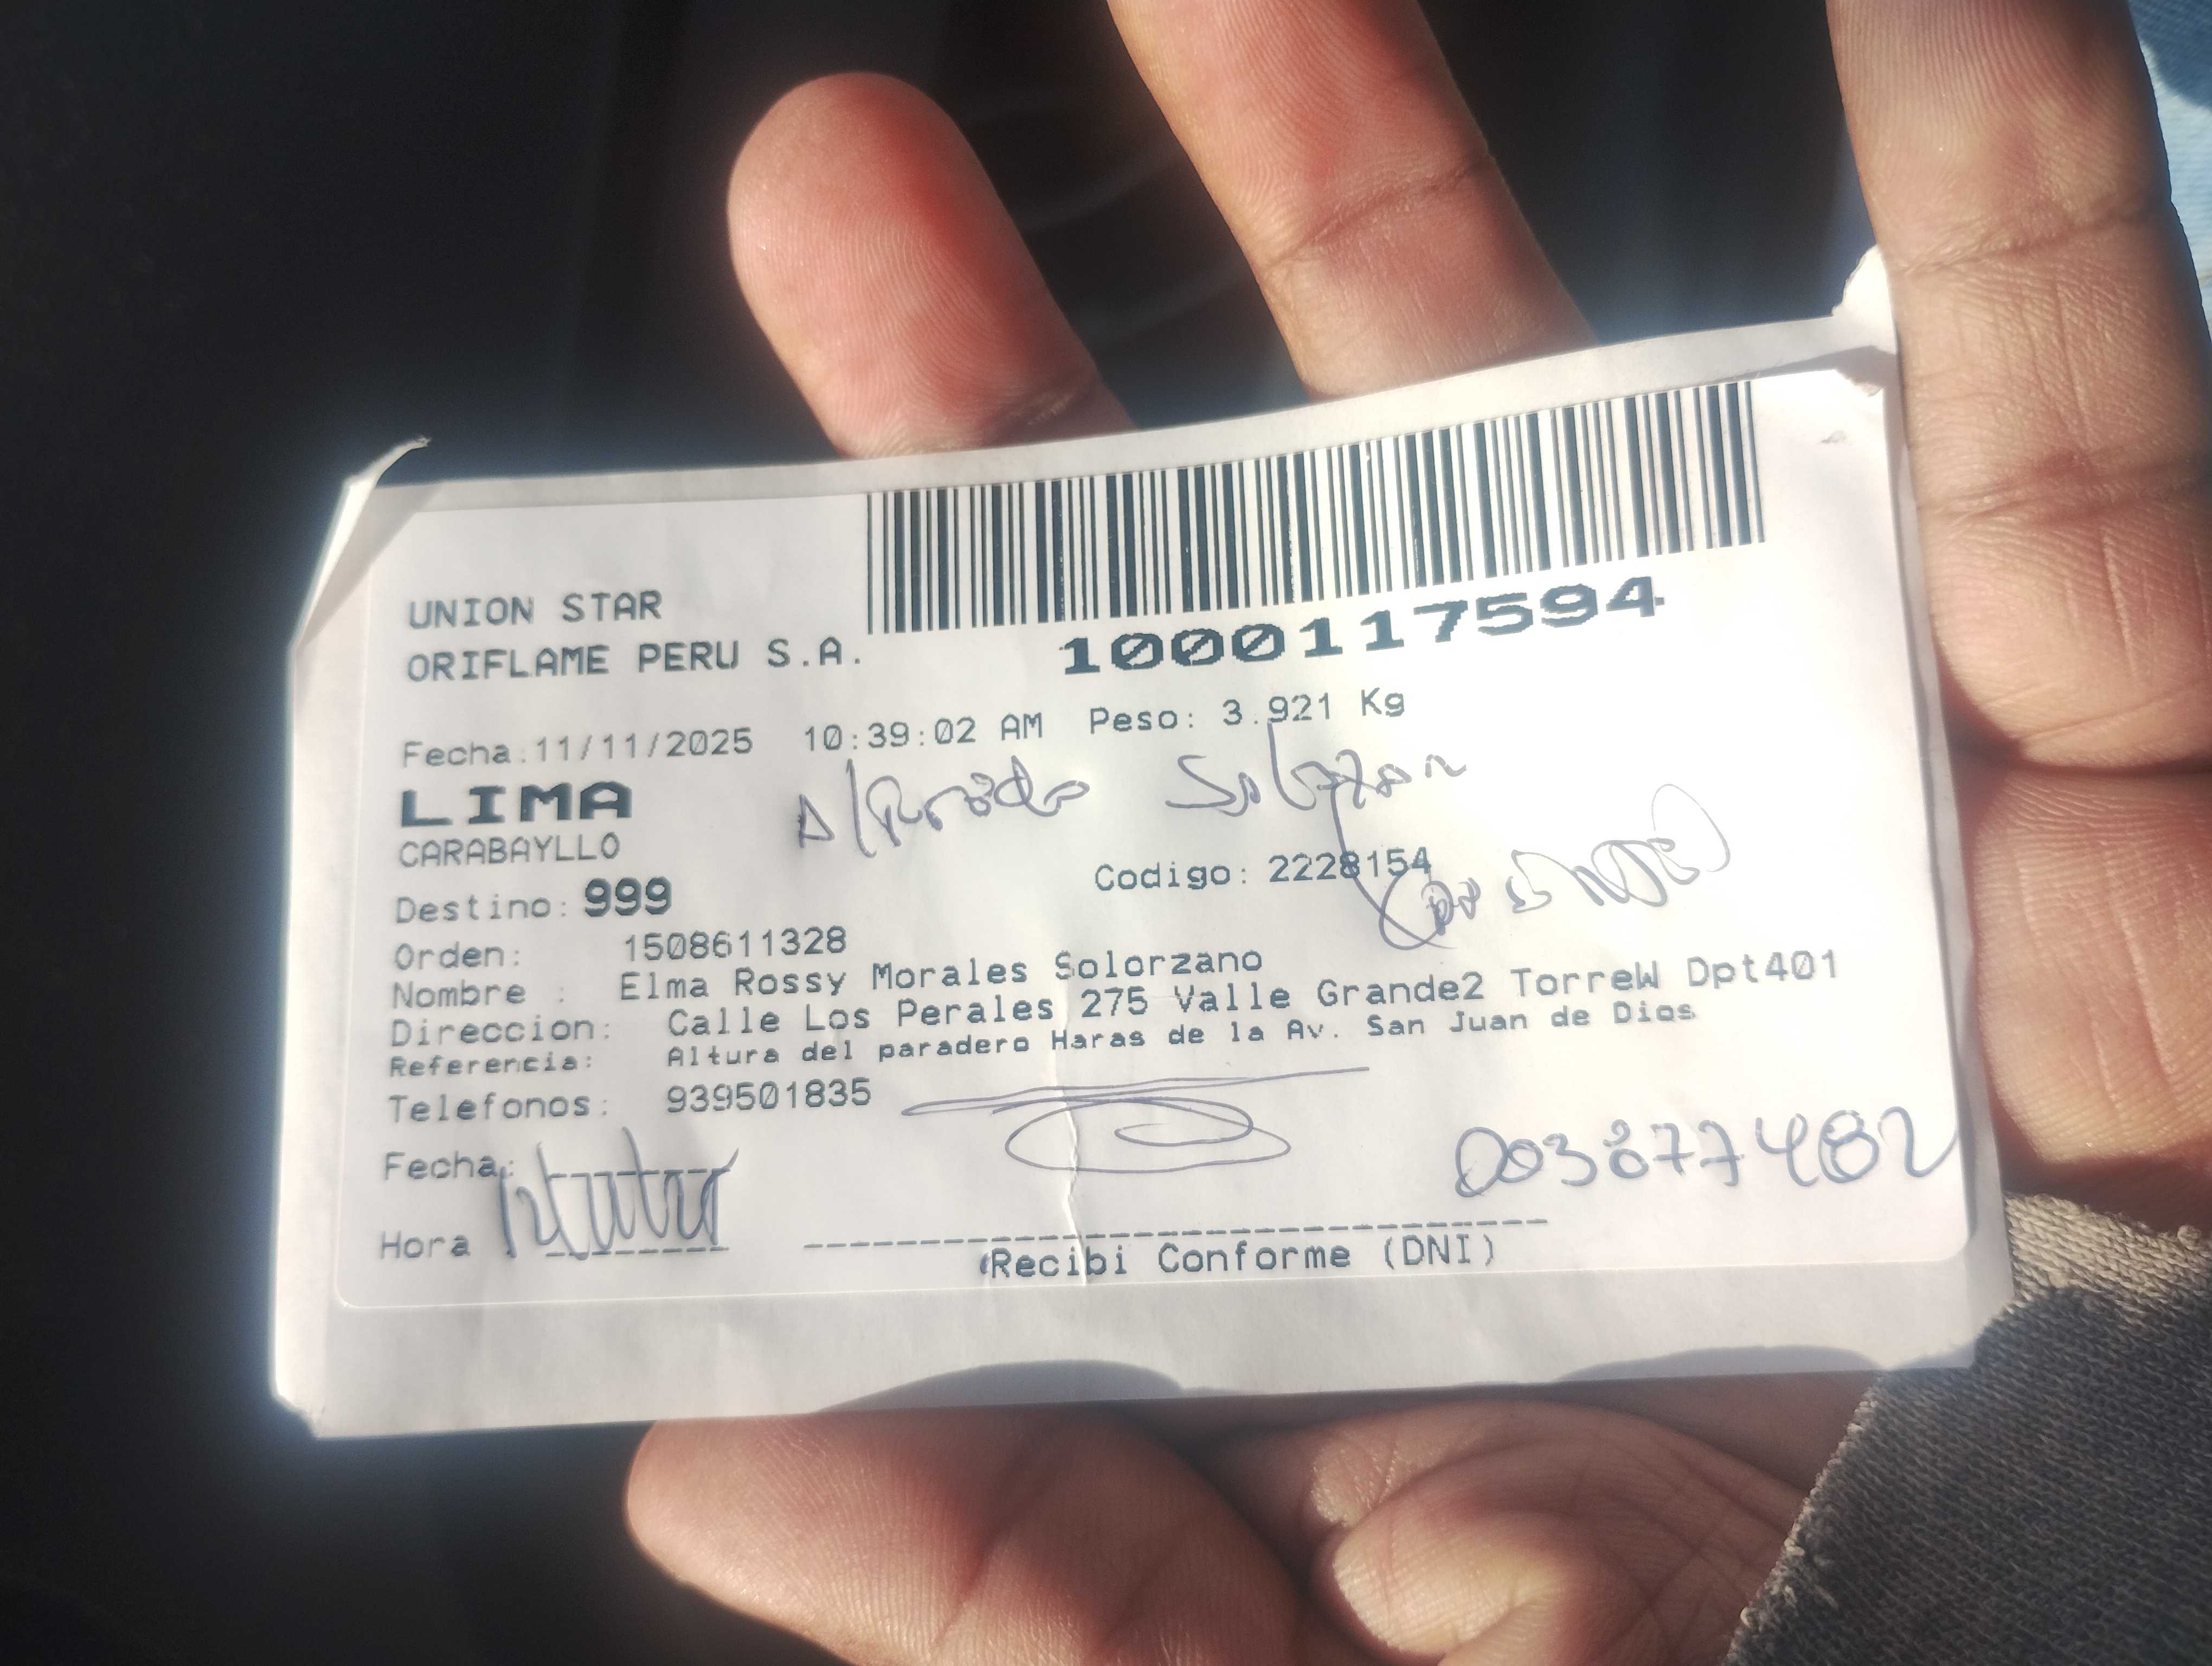 UNION STAR
ORIFLAME PERU S.A.
1000117594
Fecha:11/11/2025 10:39:02 AM Peso: 3.921 Kg
LIMA
CARABAYLLO
Codigo: 2228154
Destino: 999
Orden: 1508611328
Nombre : Elma Rossy Morales Solorzano
Direccion: Calle Los Perales 275 Valle Grande2 TorreW Dpt401
Referencia: Altura del paradero Haras de la Av. San Juan de Dios
Telefonos: 939501835
Fecha:
003877482
Hora
Recibi Conforme (DNI)